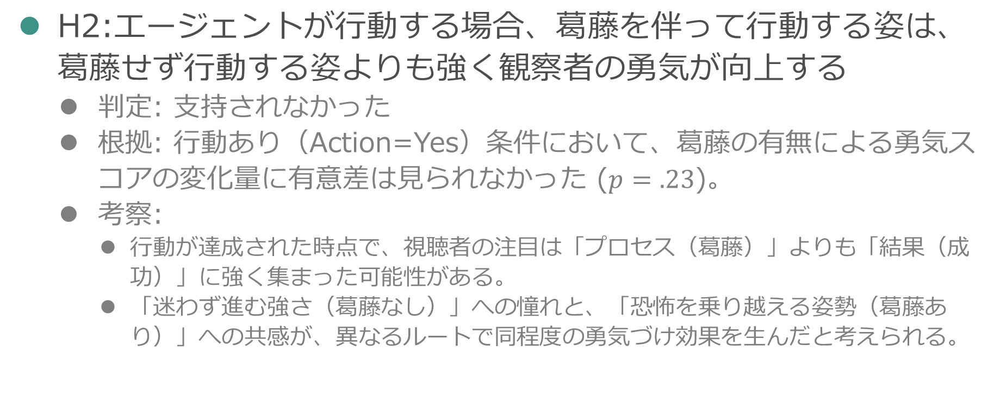 ● H2:エージェントが行動する場合、葛藤を伴って行動する姿は、
葛藤せず行動する姿よりも強く観察者の勇気が向上する
● 判定: 支持されなかった
● 根拠: 行動あり（Action=Yes）条件において、葛藤の有無による勇気ス
コアの変化量に有意差は見られなかった (p = .23)。
● 考察:
● 行動が達成された時点で、視聴者の注目は「プロセス（葛藤）」よりも「結果（成
功）」に強く集まった可能性がある。
● 「迷わず進む強さ（葛藤なし）」への憧れと、「恐怖を乗り越える姿勢（葛藤あ
り）」への共感が、異なるルートで同程度の勇気づけ効果を生んだと考えられる。